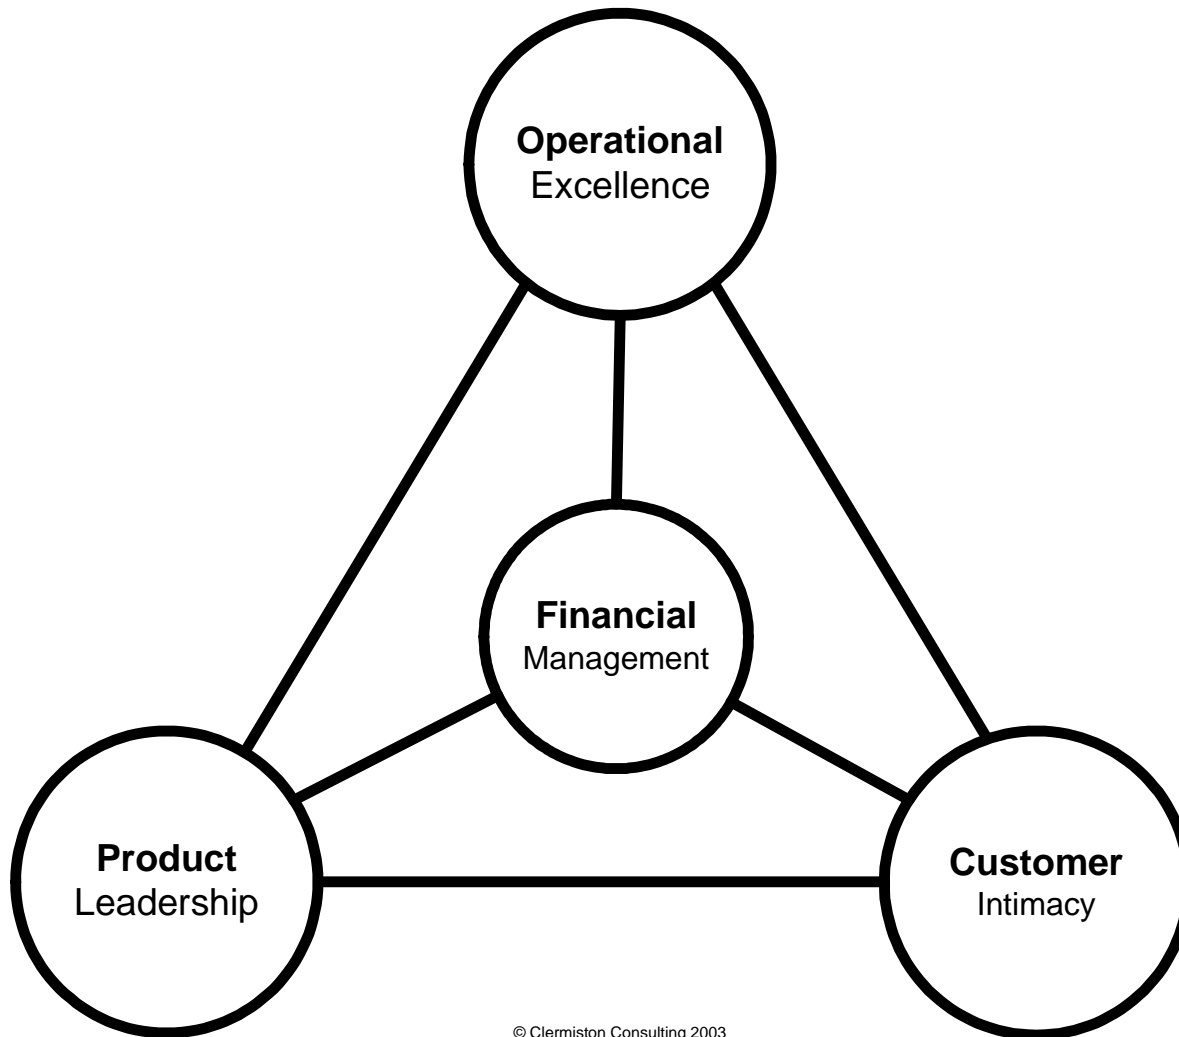 Operational
Excellence
Financial
Management
Product
Leadership
Customer
Intimacy
© Clermiston Consulting 2003